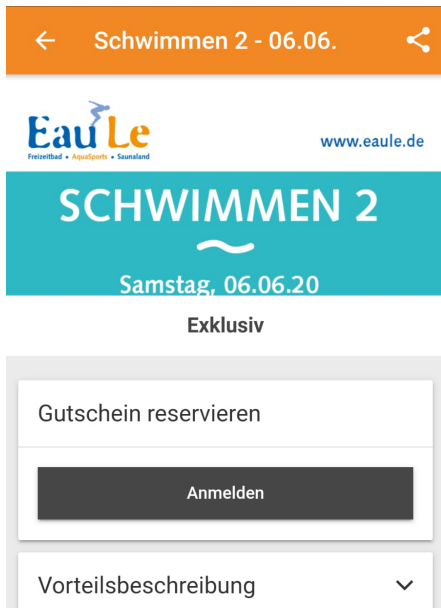 Schwimmen 2 - 06.06.
Eau Le
Freizeitbad • AquaSports • Saunaland
www.eaule.de
SCHWIMMEN 2
Samstag, 06.06.20
Exklusiv
Gutschein reservieren
Anmelden
Vorteilsbeschreibung